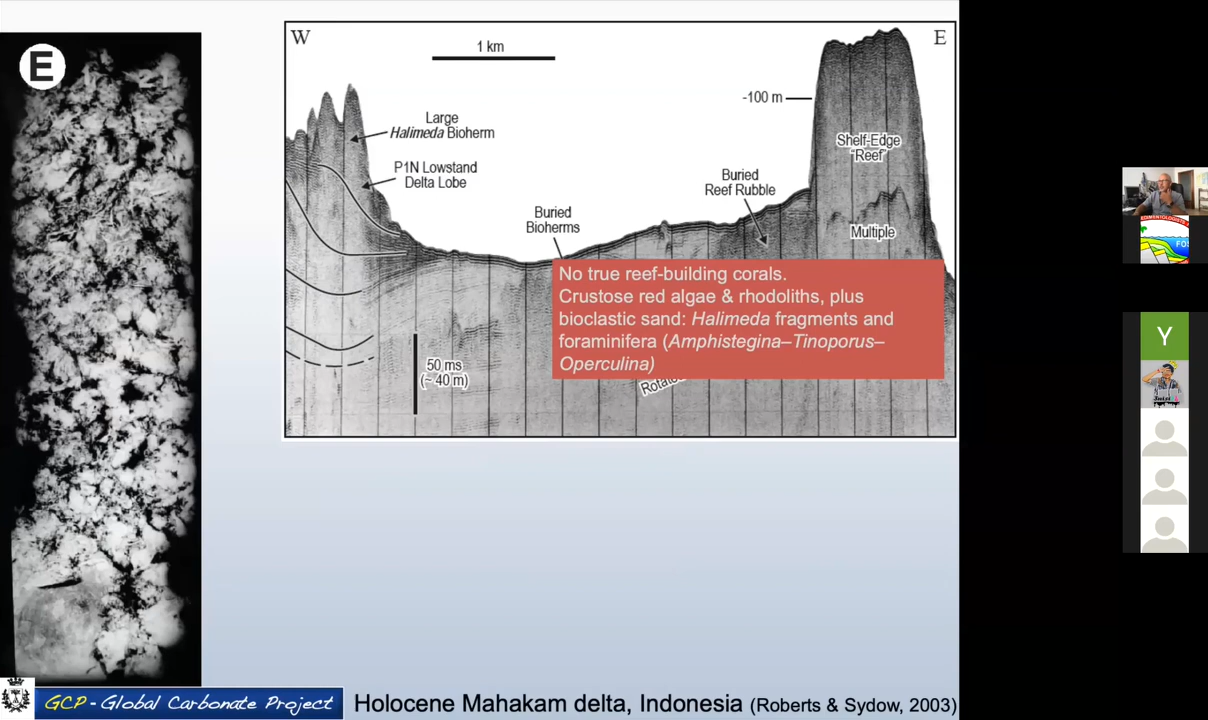 E
W
E
1 km
-100 m
Large
Halimeda Bioherm
Shelf-Edge
"Reef"
P1N Lowstand
Delta Lobe
Buried
Reef Rubble
Buried
Bioherms
Multiple
No true reef-building corals.
Crustose red algae & rhodoliths, plus
bioclastic sand: Halimeda fragments and
foraminifera (Amphistegina–Tinoporus–
Operculina)
50 ms
(~ 40 m)
GCP - Global Carbonate Project
Holocene Mahakam delta, Indonesia (Roberts & Sydow, 2003)
Y